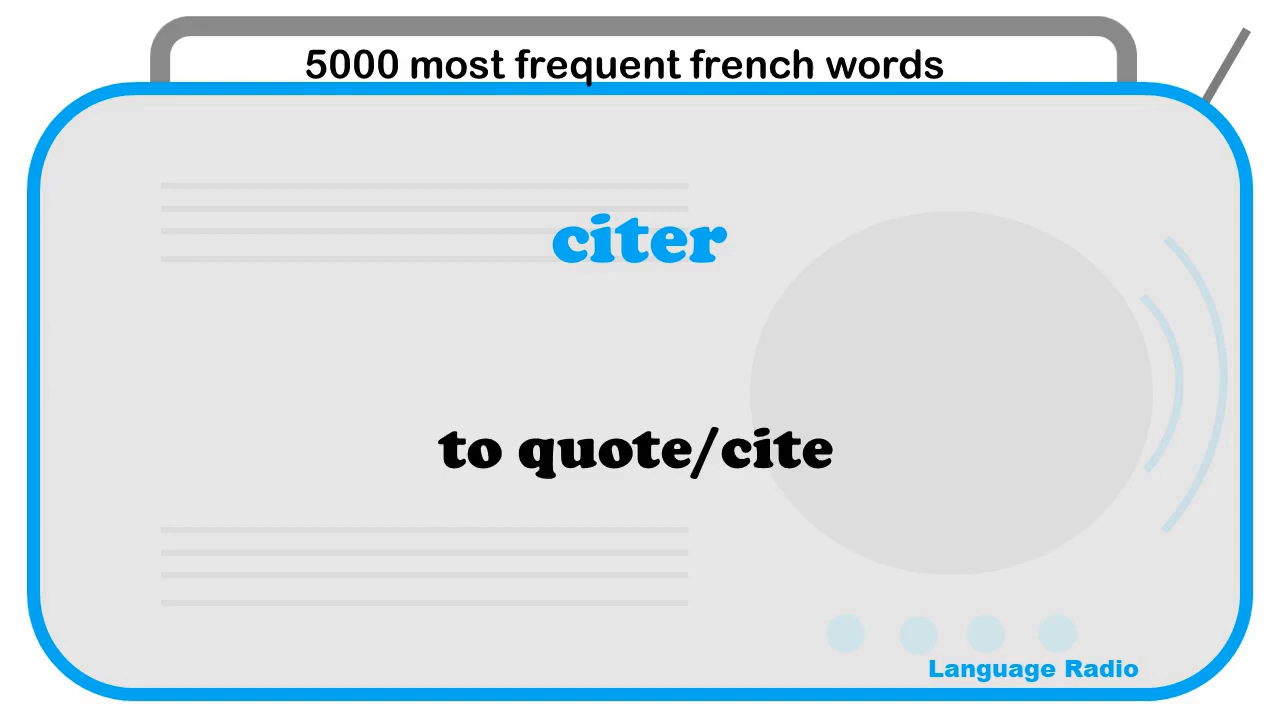 5000 most frequent french words
citer
to quote/cite
Language Radio